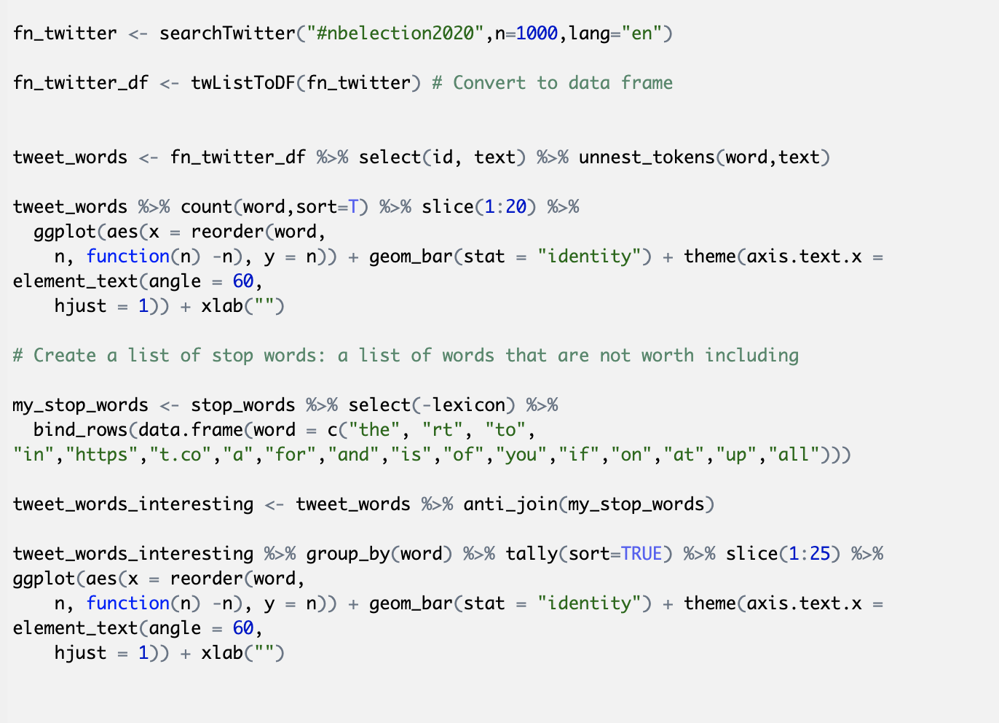 fn_twitter <- searchTwitter("#nbelection2020",n=1000,lang="en")
fn_twitter_df <- twListToDF(fn_twitter) # Convert to data frame
tweet_words <- fn_twitter_df %>% select(id, text) %>% unnest_tokens(word,text)
tweet_words %>% count(word,sort=T) %>% slice(1:20) %>%
  ggplot(aes(x = reorder(word,
    n, function(n) -n), y = n)) + geom_bar(stat = "identity") + theme(axis.text.x =
element_text(angle = 60,
    hjust = 1)) + xlab("")
# Create a list of stop words: a list of words that are not worth including
my_stop_words <- stop_words %>% select(-lexicon) %>%
  bind_rows(data.frame(word = c("the", "rt", "to",
"in","https","t.co","a","for","and","is","of","you","if","on","at","up","all")))
tweet_words_interesting <- tweet_words %>% anti_join(my_stop_words)
tweet_words_interesting %>% group_by(word) %>% tally(sort=TRUE) %>% slice(1:25) %>%
ggplot(aes(x = reorder(word,
    n, function(n) -n), y = n)) + geom_bar(stat = "identity") + theme(axis.text.x =
element_text(angle = 60,
    hjust = 1)) + xlab("")